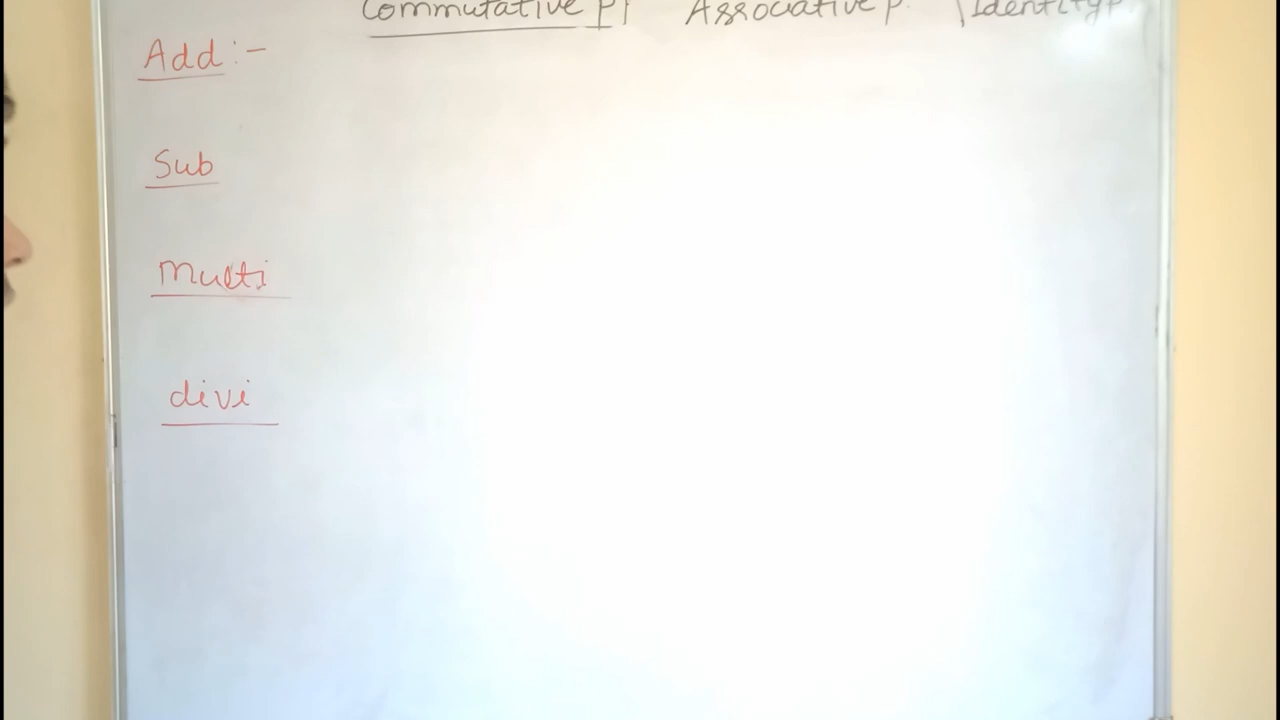 Commutative P| Associative P. |Identity P.
Add :-
Sub
Multi
divi